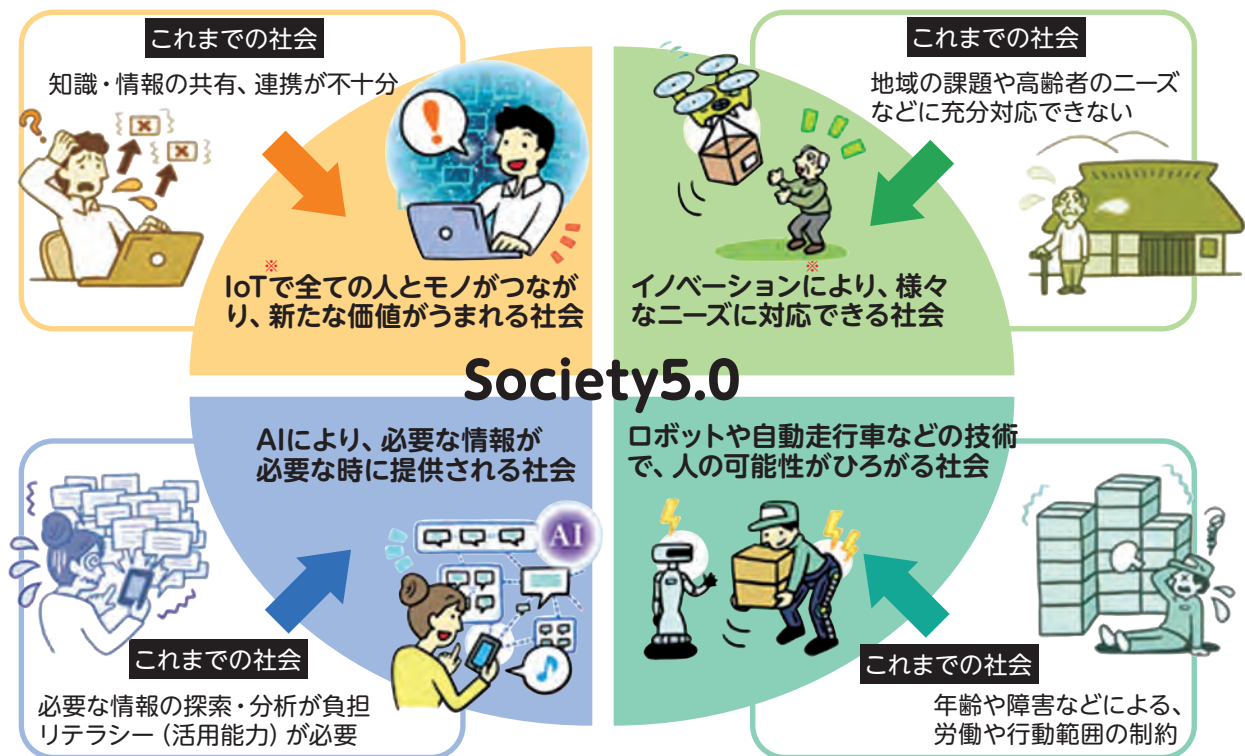 これまでの社会
知識・情報の共有、連携が不十分
※
IoTで全ての人とモノがつなが
り、新たな価値がうまれる社会
これまでの社会
地域の課題や高齢者のニーズ
などに充分対応できない
※
イノベーションにより、様々
なニーズに対応できる社会
Society5.0
AIにより、必要な情報が
必要な時に提供される社会
AI
これまでの社会
必要な情報の探索・分析が負担
リテラシー(活用能力)が必要
ロボットや自動走行車などの技術
で、人の可能性がひろがる社会
これまでの社会
年齢や障害などによる、
労働や行動範囲の制約